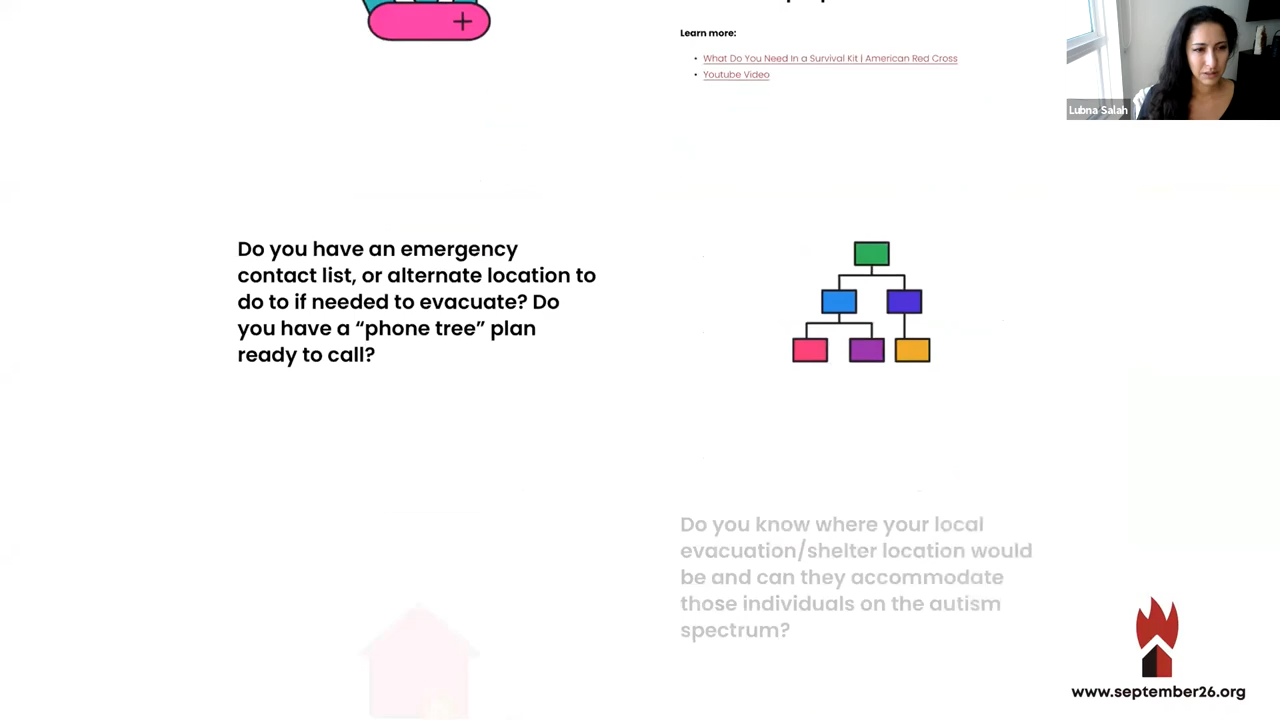 Learn more:
• What Do You Need In a Survival Kit | American Red Cross
• Youtube Video
Lubna Salah
Do you have an emergency
contact list, or alternate location to
do to if needed to evacuate? Do
you have a “phone tree” plan
ready to call?
Do you know where your local
evacuation/shelter location would
be and can they accommodate
those individuals on the autism
spectrum?
www.september26.org